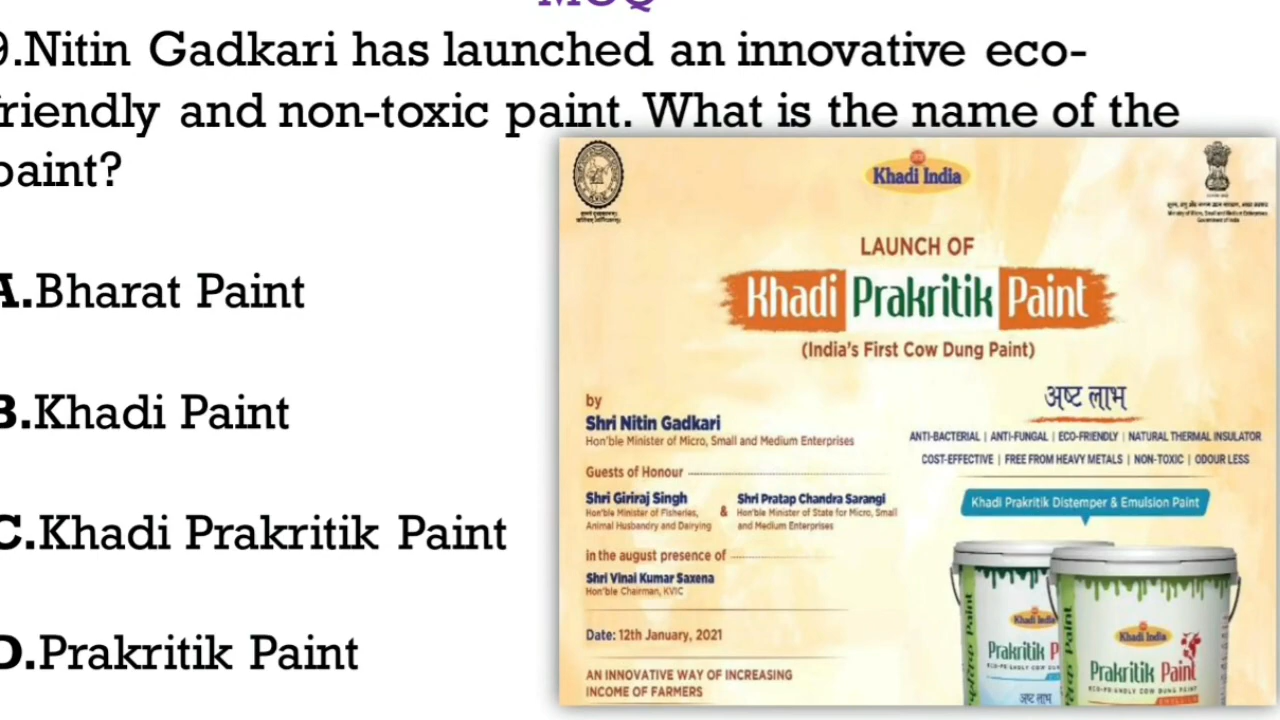 MCQ
9.Nitin Gadkari has launched an innovative eco-
friendly and non-toxic paint. What is the name of the
paint?
A.Bharat Paint
B.Khadi Paint
C.Khadi Prakritik Paint
D.Prakritik Paint
Khadi India
LAUNCH OF
Khadi Prakritik Paint
(India's First Cow Dung Paint)
by
Shri Nitin Gadkari
Hon'ble Minister of Micro, Small and Medium Enterprises
Guests of Honour
Shri Giriraj Singh
Hon'ble Minister of Fisheries,
Animal Husbandry and Dairying
&
Shri Pratap Chandra Sarangi
Hon'ble Minister of State for Micro, Small
and Medium Enterprises
in the august presence of
Shri Vinai Kumar Saxena
Hon'ble Chairman, KVIC
Date: 12th January, 2021
AN INNOVATIVE WAY OF INCREASING
INCOME OF FARMERS
अष्ट लाभ
ANTI-BACTERIAL | ANTI-FUNGAL | ECO-FRIENDLY | NATURAL THERMAL INSULATOR
COST-EFFECTIVE | FREE FROM HEAVY METALS | NON-TOXIC | ODOUR LESS
Khadi Prakritik Distemper & Emulsion Paint
Khadi India
Prakritik P
अष्ट लाभ
Khadi India
Prakritik Paint
ECO-FRIENDLY COW DUNG PAINT